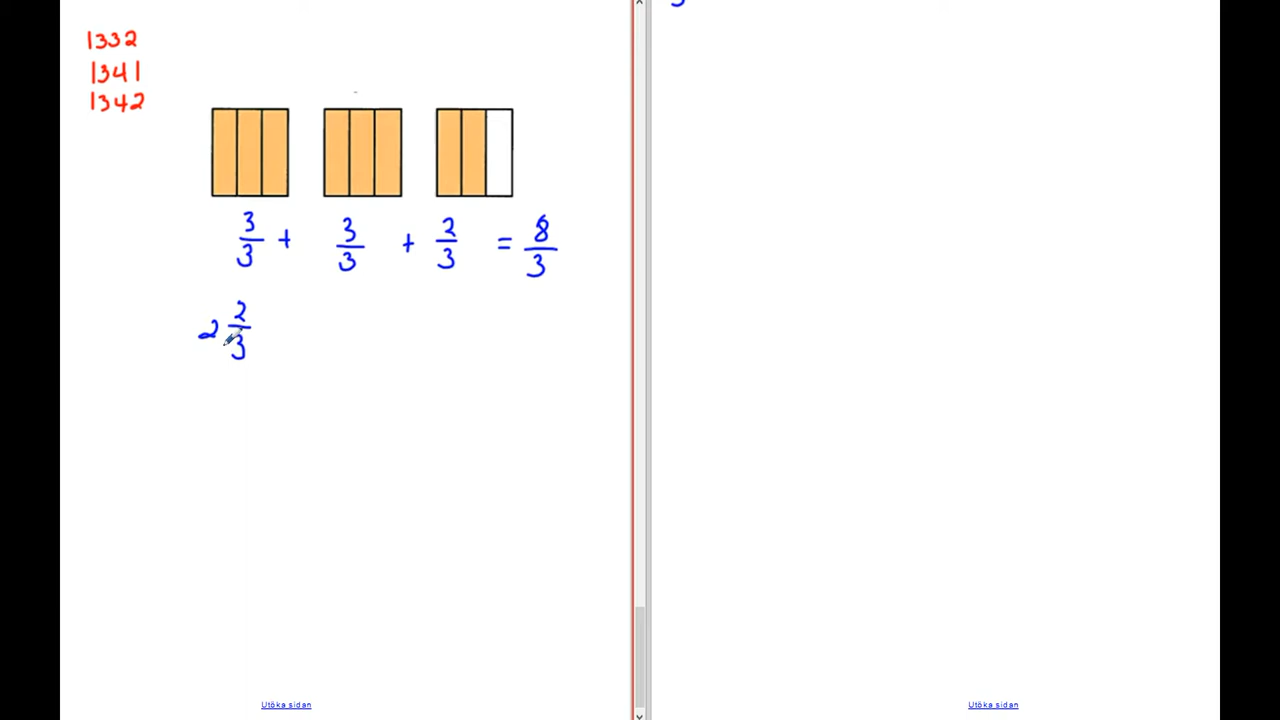 1332
1341
1342
3/3 + 3/3 + 2/3 = 8/3
2 2/3
Utöka sidan
Utöka sidan